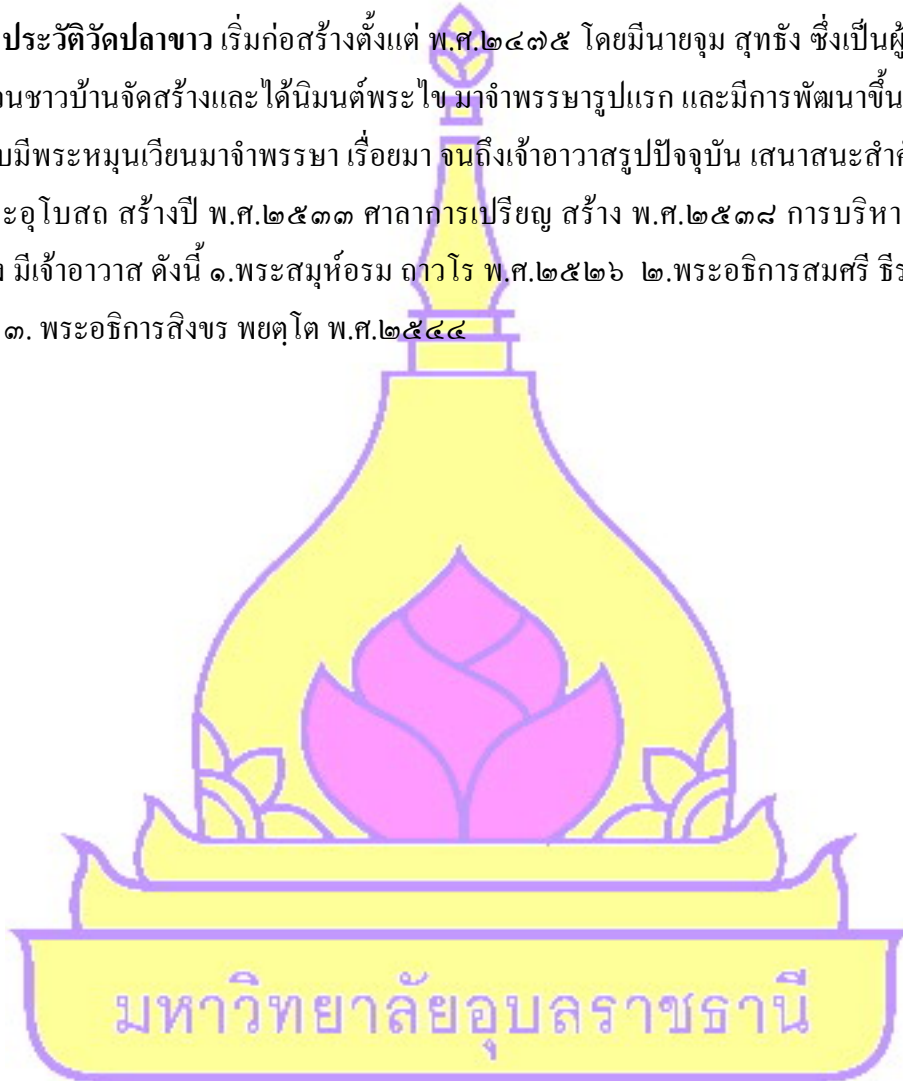 ประวัติวัดปลาขาว เริ่มก่อสร้างตั้งแต่ พ.ศ.๒๔๗๕ โดยมีนายจุม สุทธัง ซึ่งเป็นผู้
วนชาวบ้านจัดสร้างและได้นิมนต์พระไข มาจำพรรษารูปแรก และมีการพัฒนาขึ้น
บมีพระหมุนเวียนมาจำพรรษา เรื่อยมา จนถึงเจ้าอาวาสรูปปัจจุบัน เสนาสนะสำคั
ะอุโบสถ สร้างปี พ.ศ.๒๕๓๓ ศาลาการเปรียญ สร้าง พ.ศ.๒๕๓๘ การบริหา
ง มีเจ้าอาวาส ดังนี้ ๑.พระสมุห์อรม ถาวโร พ.ศ.๒๕๒๖ ๒.พระอธิการสมศรี ธีร
๓. พระอธิการสิงขร พยตฺโต พ.ศ.๒๕๔๔
มหาวิทยาลัยอุบลราชธานี